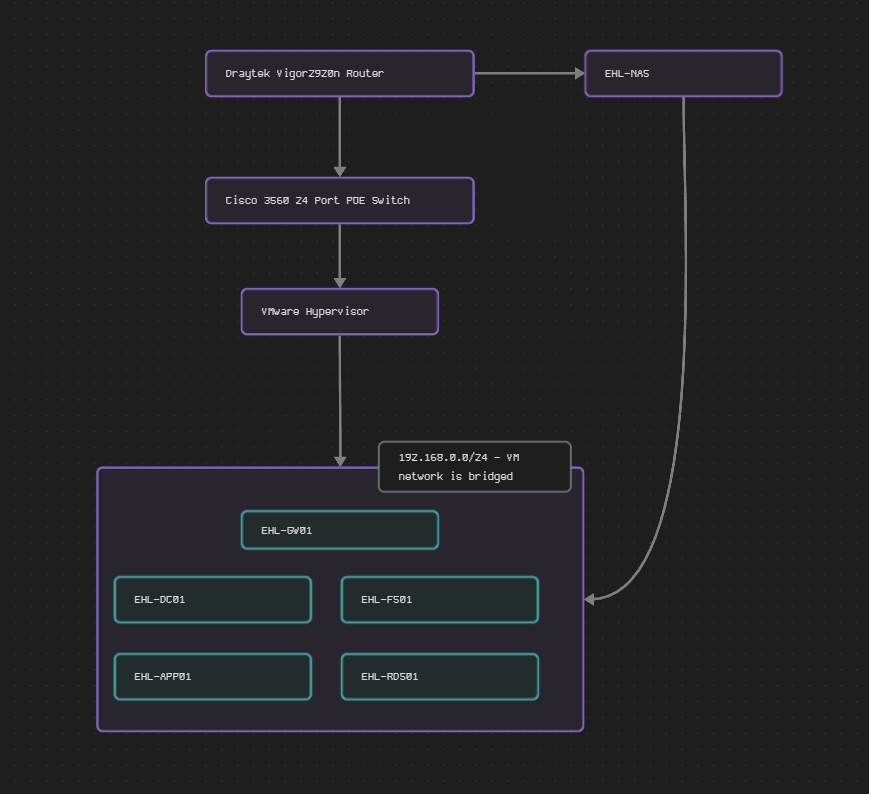 Draytek Vigor2920n Router
EHL-NAS
Cisco 3560 24 Port POE Switch
VMware Hypervisor
192.168.0.0/24 - VM
network is bridged
EHL-GW01
EHL-DC01
EHL-FS01
EHL-APP01
EHL-RDS01